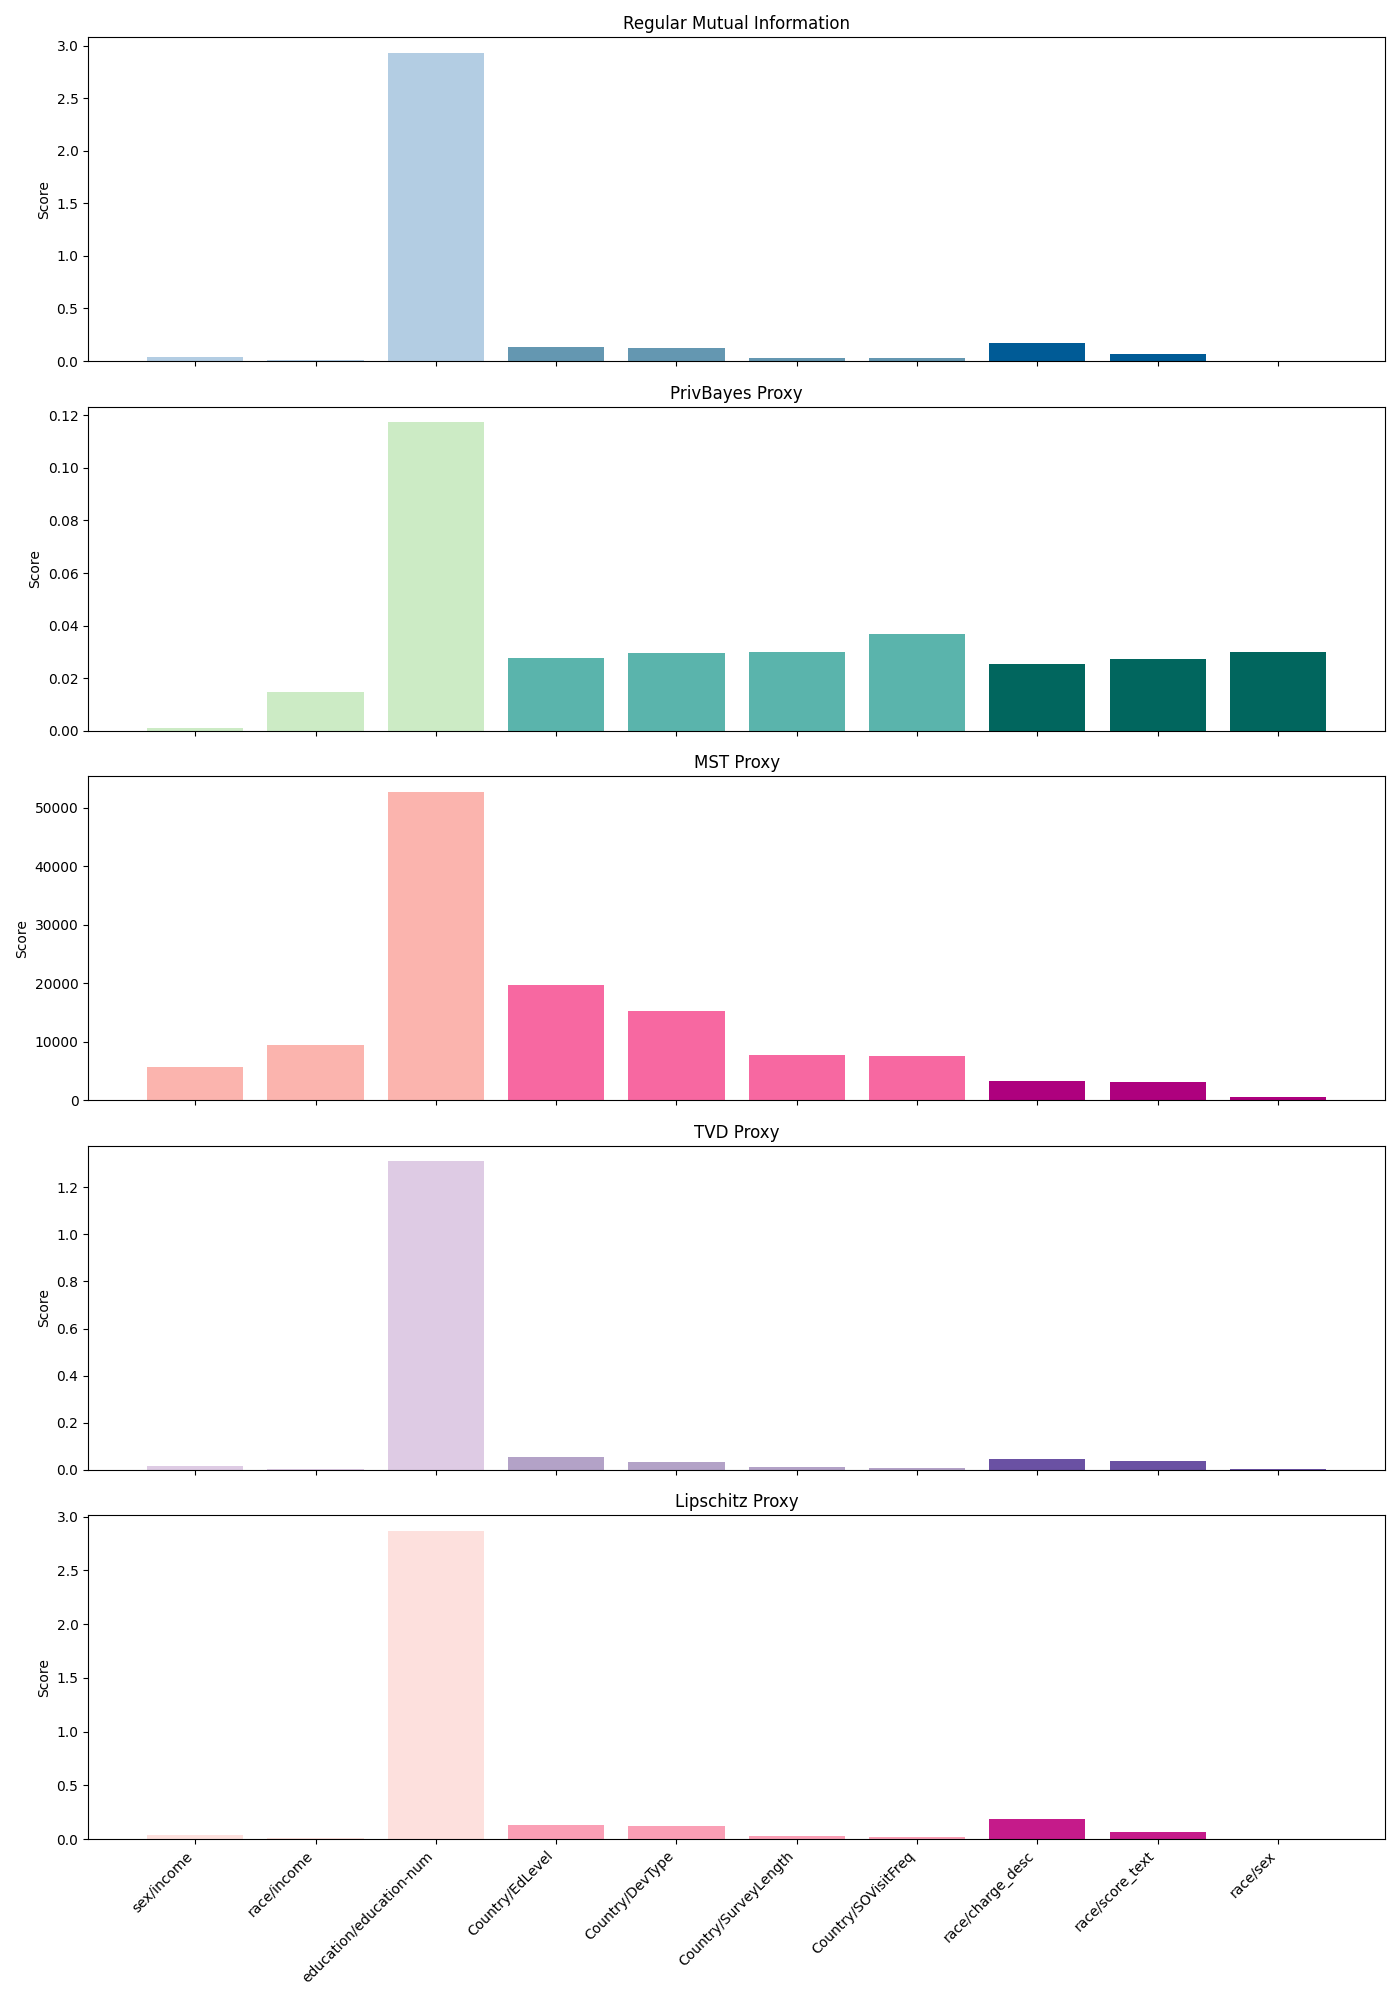 Regular Mutual Information
3.0
2.5
2.0
1.5
1.0
0.5
0.0
Score
PrivBayes Proxy
0.12
0.10
0.08
0.06
0.04
0.02
0.00
Score
MST Proxy
50000
40000
30000
20000
10000
0
Score
TVD Proxy
1.2
1.0
0.8
0.6
0.4
0.2
0.0
Score
Lipschitz Proxy
3.0
2.5
2.0
1.5
1.0
0.5
0.0
Score
sex/income
race/income
education/education-num
Country/EdLevel
Country/DevType
Country/SurveyLength
Country/SOVisitFreq
race/charge_desc
race/score_text
race/sex